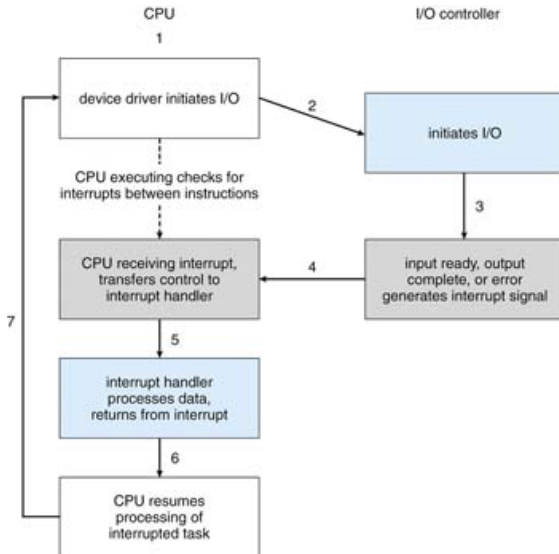 CPU
I/O controller
1
device driver initiates I/O
2
initiates I/O
CPU executing checks for
interrupts between instructions
3
CPU receiving interrupt,
transfers control to
interrupt handler
4
input ready, output
complete, or error
generates interrupt signal
7
5
interrupt handler
processes data,
returns from interrupt
6
CPU resumes
processing of
interrupted task